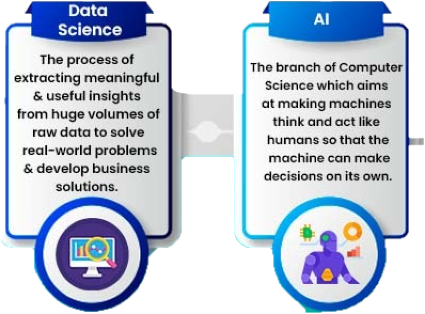 Data
Science
The process of
extracting meaningful
& useful insights
from huge volumes of
raw data to solve
real-world problems
& develop business
solutions.
AI
The branch of Computer
Science which aims
at making machines
think and act like
humans so that the
machine can make
decisions on its own.